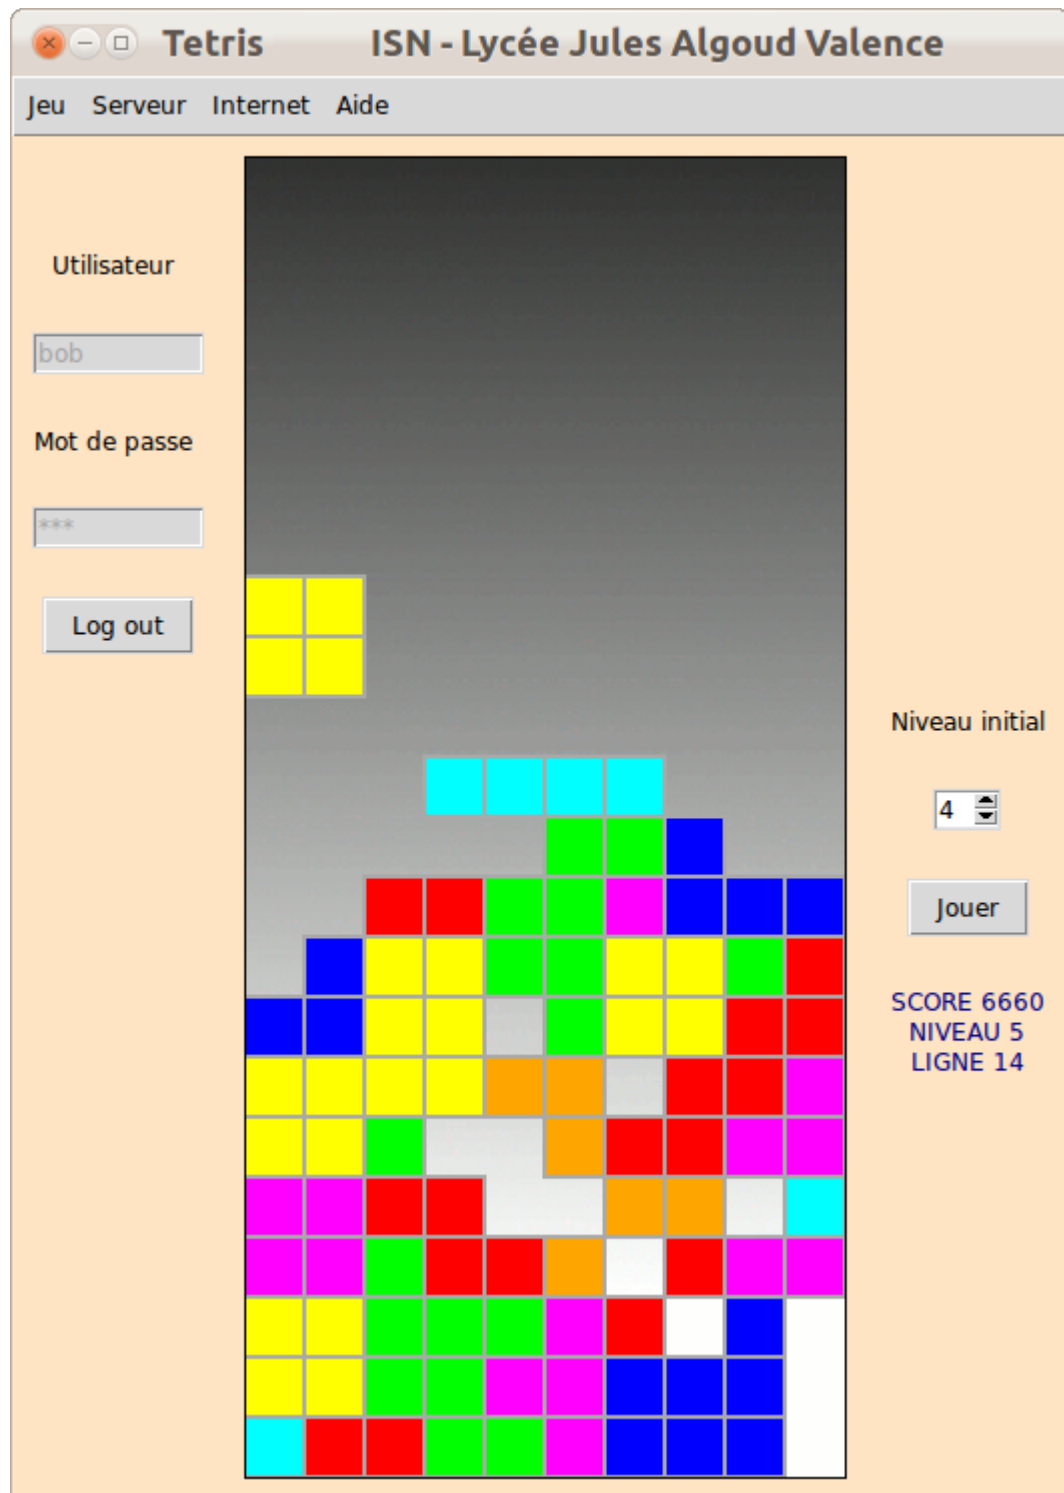 Tetris ISN - Lycée Jules Algoud Valence
Jeu Serveur Internet Aide
Utilisateur
bob
Mot de passe
***
Log out
Niveau initial
4
Jouer
SCORE 6660
NIVEAU 5
LIGNE 14